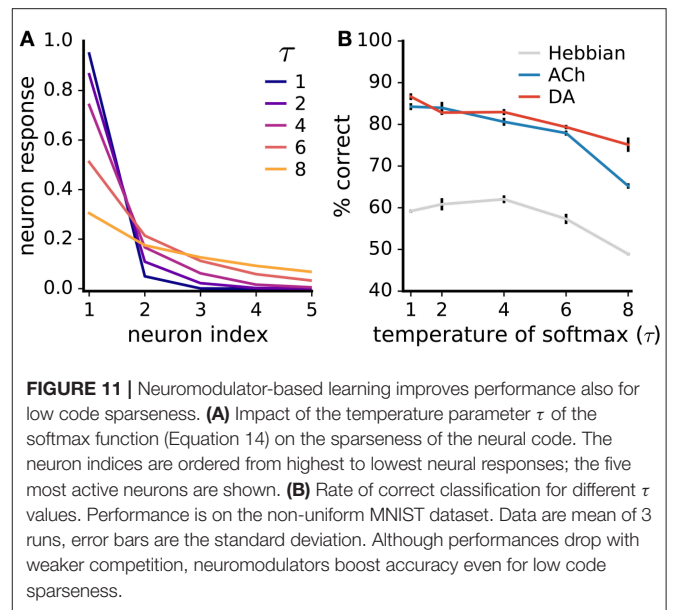 A
1.0
0.8
0.6
0.4
0.2
0.0
neuron response
1 2 3 4 5
neuron index
τ
1
2
4
6
8
B
100
90
80
70
60
50
40
% correct
Hebbian
ACh
DA
1 2 4 6 8
temperature of softmax (τ)
FIGURE 11 | Neuromodulator-based learning improves performance also for
low code sparseness. (A) Impact of the temperature parameter τ of the
softmax function (Equation 14) on the sparseness of the neural code. The
neuron indices are ordered from highest to lowest neural responses; the five
most active neurons are shown. (B) Rate of correct classification for different τ
values. Performance is on the non-uniform MNIST dataset. Data are mean of 3
runs, error bars are the standard deviation. Although performances drop with
weaker competition, neuromodulators boost accuracy even for low code
sparseness.